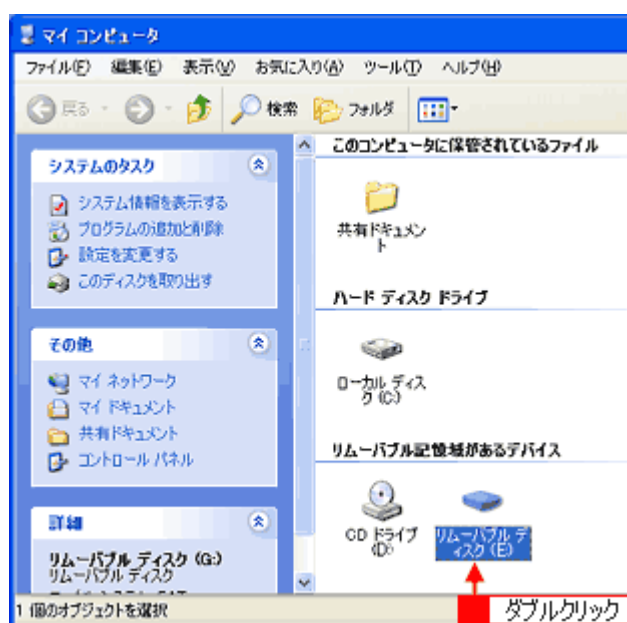 マイ コンピュータ
ファイル(F) 編集(E) 表示(V) お気に入り(A) ツール(T) ヘルプ(H)
戻る 検索 フォルダ
システムのタスク
システム情報を表示する
プログラムの追加と削除
設定を変更する
このディスクを取り出す
その他
マイ ネットワーク
マイ ドキュメント
共有ドキュメント
コントロール パネル
詳細
リムーバブル ディスク (G:)
リムーバブル ディスク
このコンピュータに保管されているファイル
共有ドキュメン
ト
ハード ディスク ドライブ
ローカル ディス
ク (C:)
リムーバブル記憶域があるデバイス
CD ドライブ
(D:
リムーバブル デ
ィスク (E)
ダブルクリック
1 個のオブジェクトを選択